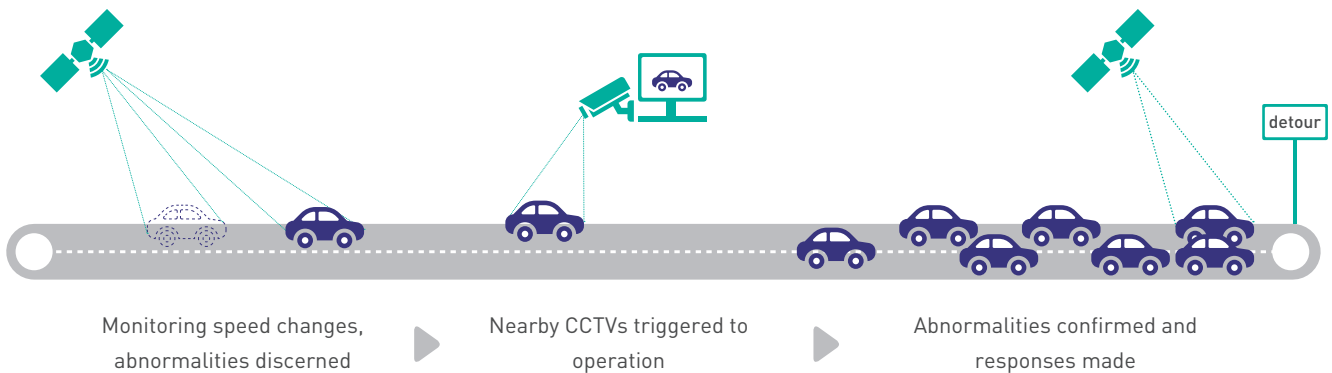 detour
Monitoring speed changes,
abnormalities discerned
Nearby CCTVs triggered to
operation
Abnormalities confirmed and
responses made